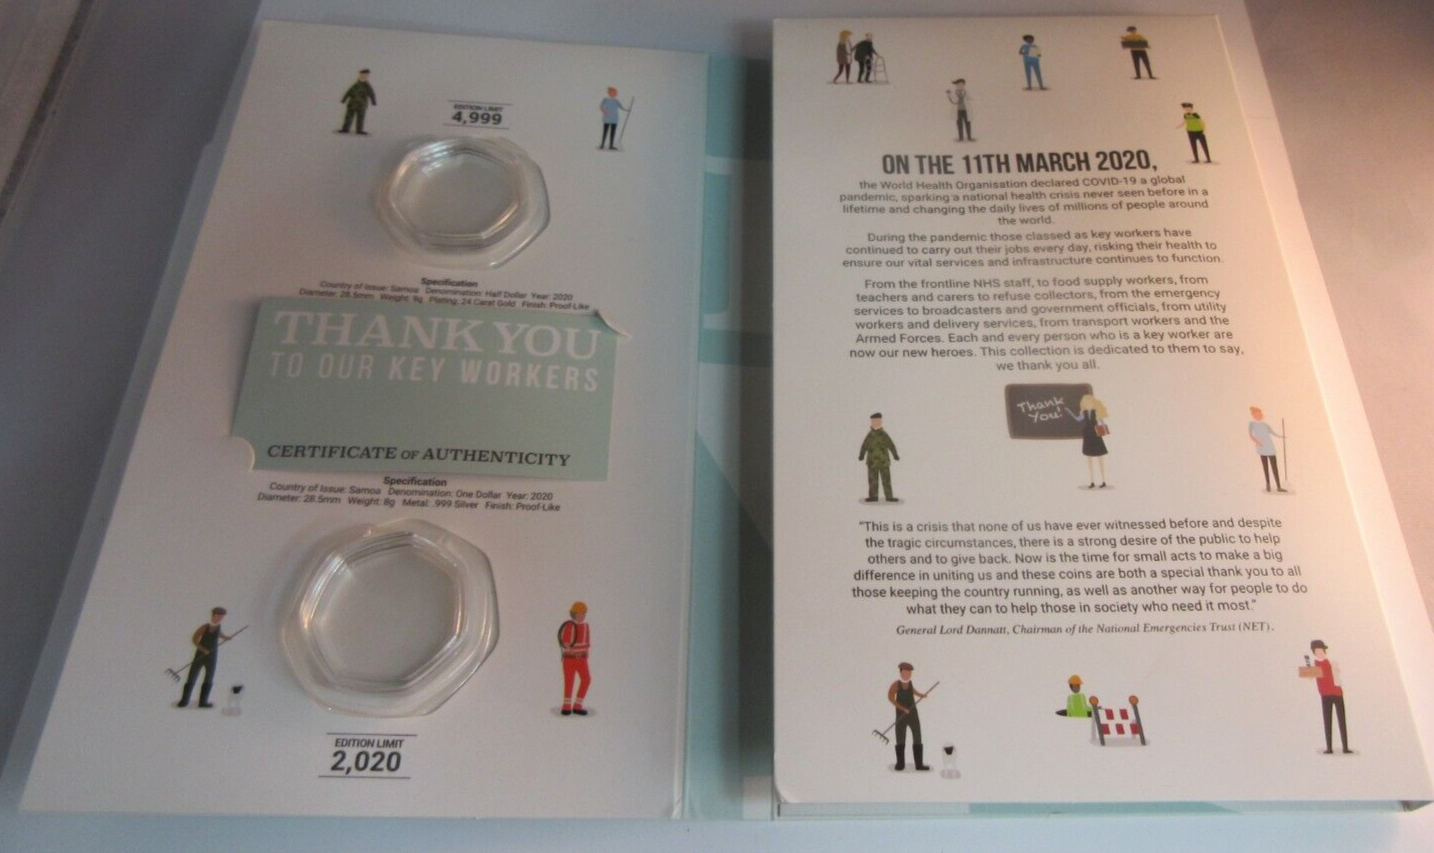 EDITION LIMIT
4,999
Specification
Country of Issue: Samoa Denomination: Half Dollar Year: 2020
Diameter: 28.5mm Weight: 8g Plating: 24 Carat Gold Finish: Proof-Like
THANK YOU
TO OUR KEY WORKERS
CERTIFICATE OF AUTHENTICITY
Specification
Country of Issue: Samoa Denomination: One Dollar Year: 2020
Diameter: 28.5mm Weight: 8g Metal: .999 Silver Finish: Proof-Like
EDITION LIMIT
2,020
ON THE 11TH MARCH 2020,
the World Health Organisation declared COVID-19 a global
pandemic, sparking a national health crisis never seen before in a
lifetime and changing the daily lives of millions of people around
the world.
During the pandemic those classed as key workers have
continued to carry out their jobs every day, risking their health to
ensure our vital services and infrastructure continues to function.
From the frontline NHS staff, to food supply workers, from
teachers and carers to refuse collectors, from the emergency
services to broadcasters and government officials, from utility
workers and delivery services, from transport workers and the
Armed Forces. Each and every person who is a key worker are
now our new heroes. This collection is dedicated to them to say,
we thank you all.
Thank
You!
"This is a crisis that none of us have ever witnessed before and despite
the tragic circumstances, there is a strong desire of the public to help
others and to give back. Now is the time for small acts to make a big
difference in uniting us and these coins are both a special thank you to all
those keeping the country running, as well as another way for people to do
what they can to help those in society who need it most."
General Lord Dannatt, Chairman of the National Emergencies Trust (NET).